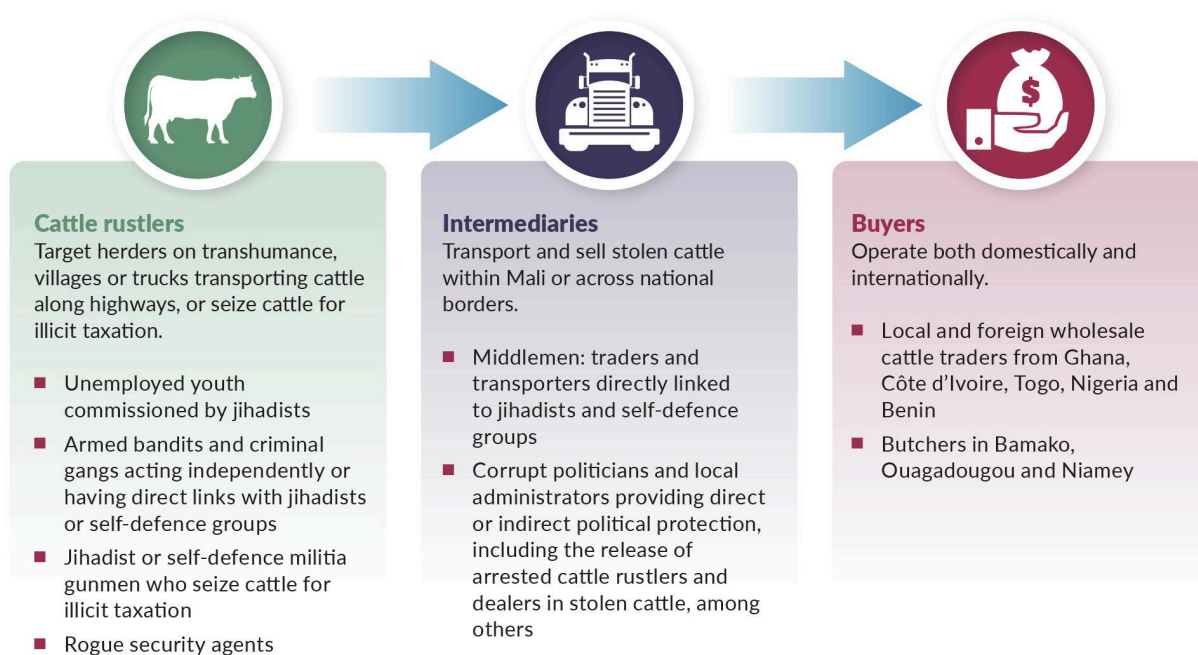 $
Cattle rustlers
Target herders on transhumance,
villages or trucks transporting cattle
along highways, or seize cattle for
illicit taxation.
■ Unemployed youth
commissioned by jihadists
■ Armed bandits and criminal
gangs acting independently or
having direct links with jihadists
or self-defence groups
■ Jihadist or self-defence militia
gunmen who seize cattle for
illicit taxation
■ Rogue security agents
Intermediaries
Transport and sell stolen cattle
within Mali or across national
borders.
■ Middlemen: traders and
transporters directly linked
to jihadists and self-defence
groups
■ Corrupt politicians and local
administrators providing direct
or indirect political protection,
including the release of
arrested cattle rustlers and
dealers in stolen cattle, among
others
Buyers
Operate both domestically and
internationally.
■ Local and foreign wholesale
cattle traders from Ghana,
Côte d’Ivoire, Togo, Nigeria and
Benin
■ Butchers in Bamako,
Ouagadougou and Niamey